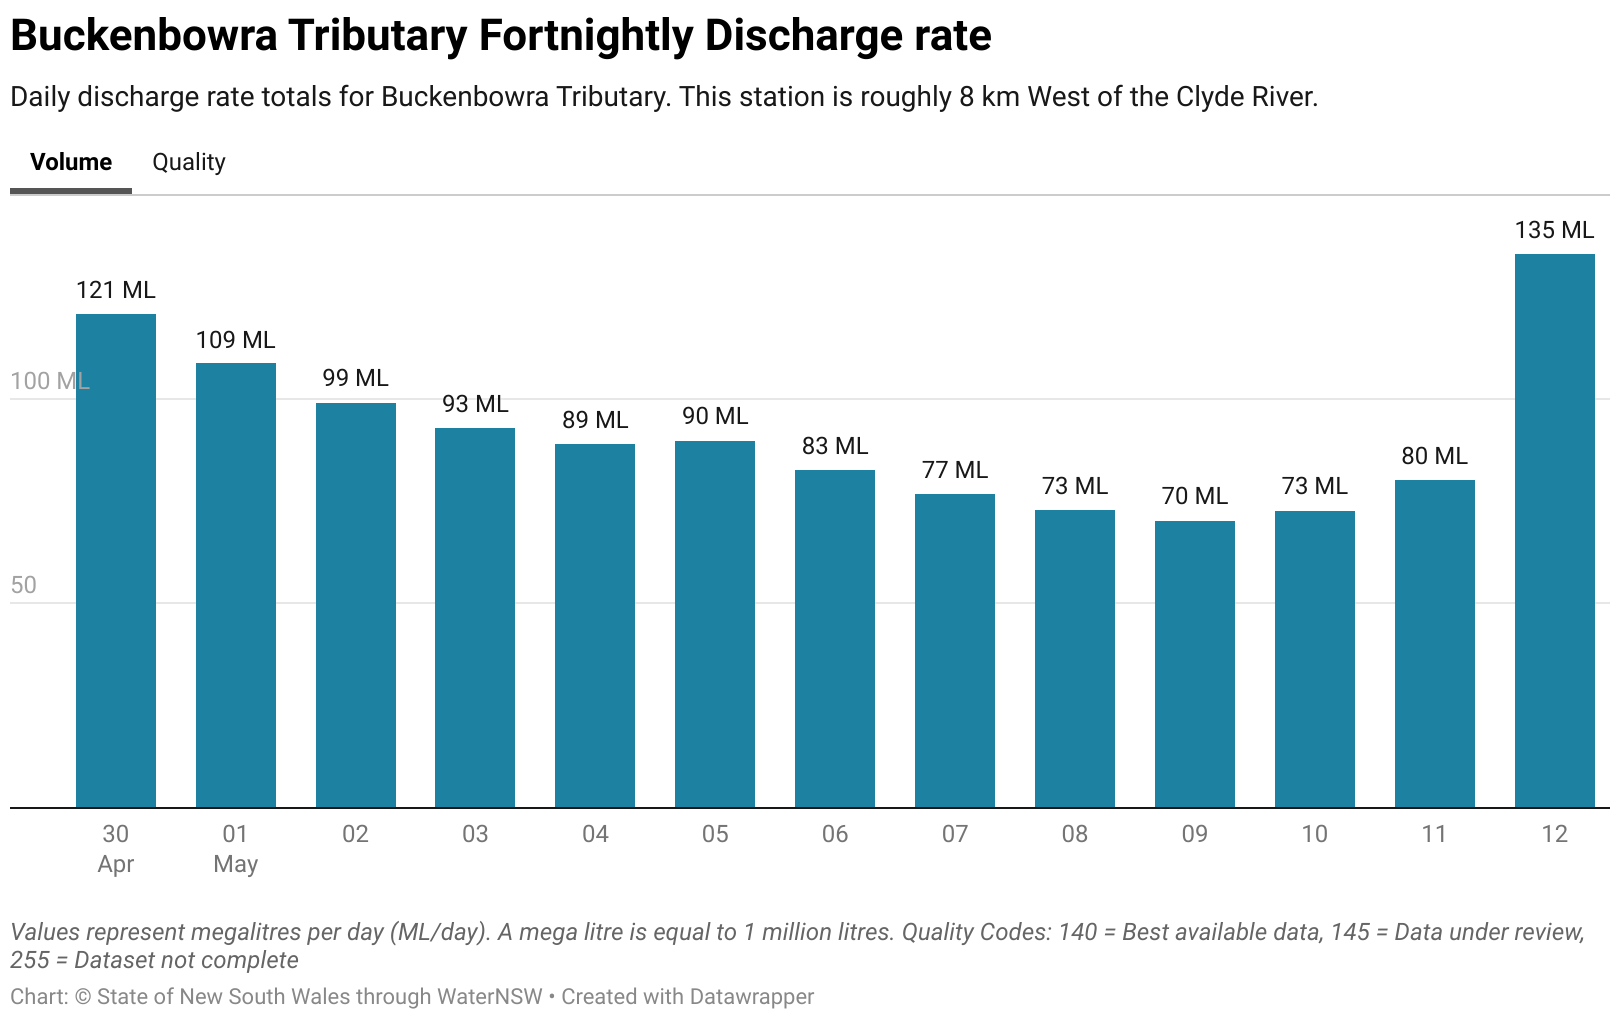 Buckenbowra Tributary Fortnightly Discharge rate
Daily discharge rate totals for Buckenbowra Tributary. This station is roughly 8 km West of the Clyde River.
Volume Quality
135 ML
121 ML
109 ML
99 ML
93 ML
89 ML
90 ML
83 ML
77 ML
73 ML
70 ML
73 ML
80 ML
100 ML
50
30 01 02 03 04 05 06 07 08 09 10 11 12
Apr May
Values represent megalitres per day (ML/day). A mega litre is equal to 1 million litres. Quality Codes: 140 = Best available data, 145 = Data under review,
255 = Dataset not complete
Chart: © State of New South Wales through WaterNSW • Created with Datawrapper